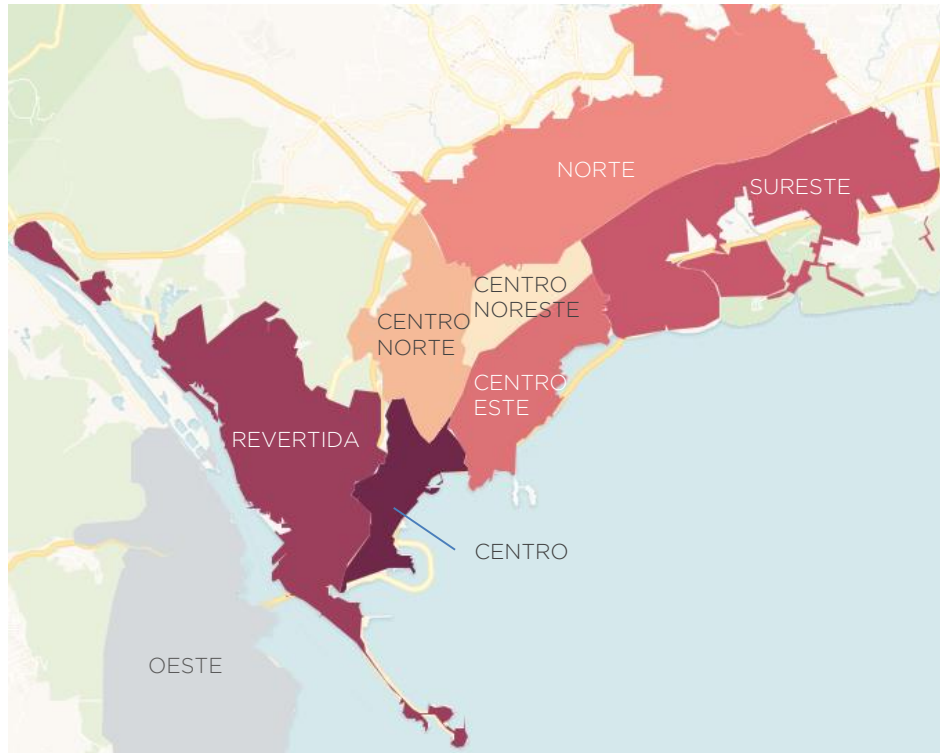 NORTE
SURESTE
CENTRO
NORESTE
CENTRO
NORTE
CENTRO
ESTE
REVERTIDA
CENTRO
OESTE